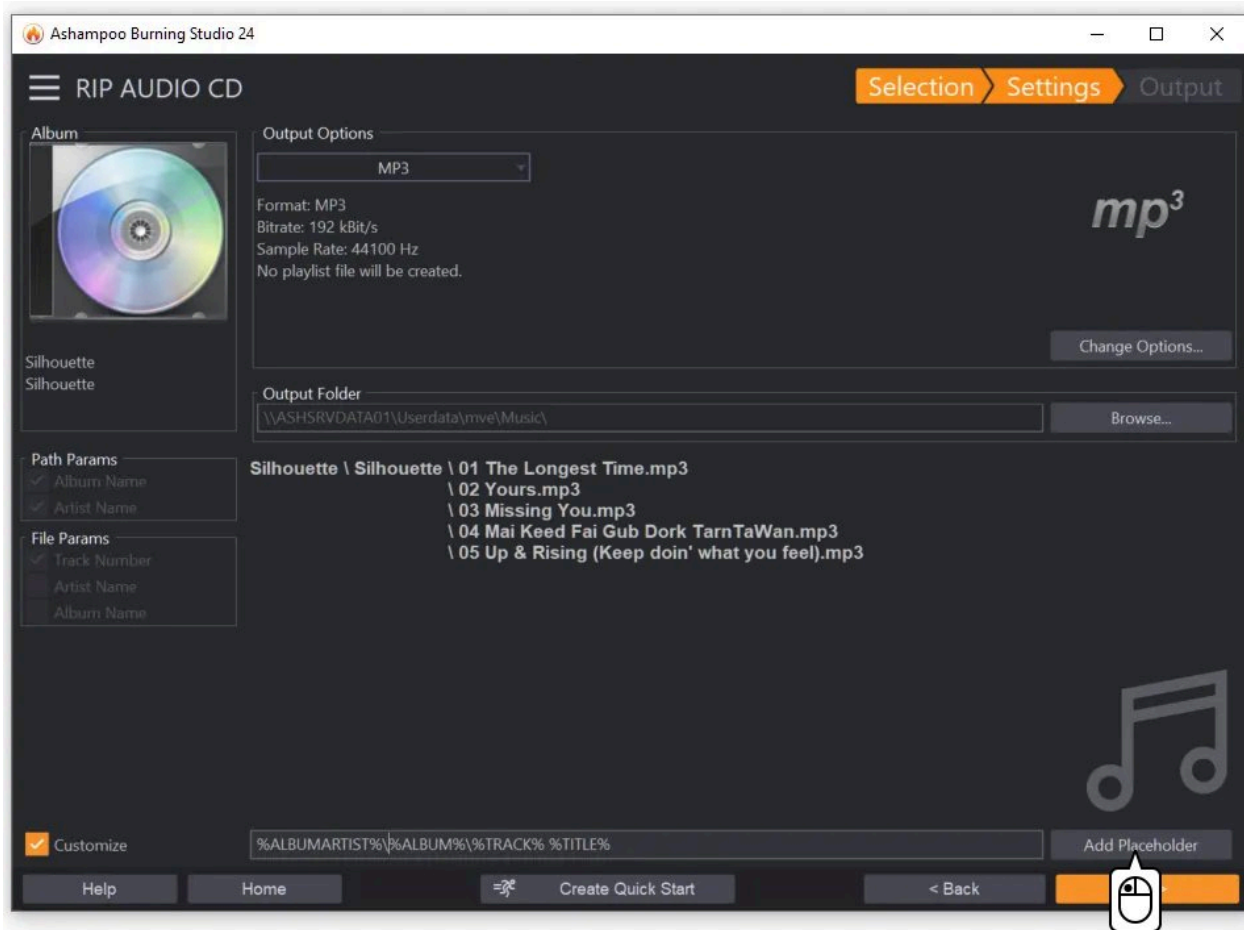 Ashampoo Burning Studio 24
RIP AUDIO CD
Selection Settings Output
Album
Silhouette
Silhouette
Output Options
MP3
Format: MP3
Bitrate: 192 kBit/s
Sample Rate: 44100 Hz
No playlist file will be created.
mp3
Change Options...
Output Folder
\\ASHSRVDATA01\Userdata\mve\Music\
Browse...
Path Params
Album Name
Artist Name
File Params
Track Number
Artist Name
Album Name
Silhouette \ Silhouette \ 01 The Longest Time.mp3
\ 02 Yours.mp3
\ 03 Missing You.mp3
\ 04 Mai Keed Fai Gub Dork TarnTaWan.mp3
\ 05 Up & Rising (Keep doin' what you feel).mp3
Customize
%ALBUMARTIST%\%ALBUM%\%TRACK% %TITLE%
Add Placeholder
Help
Home
Create Quick Start
< Back